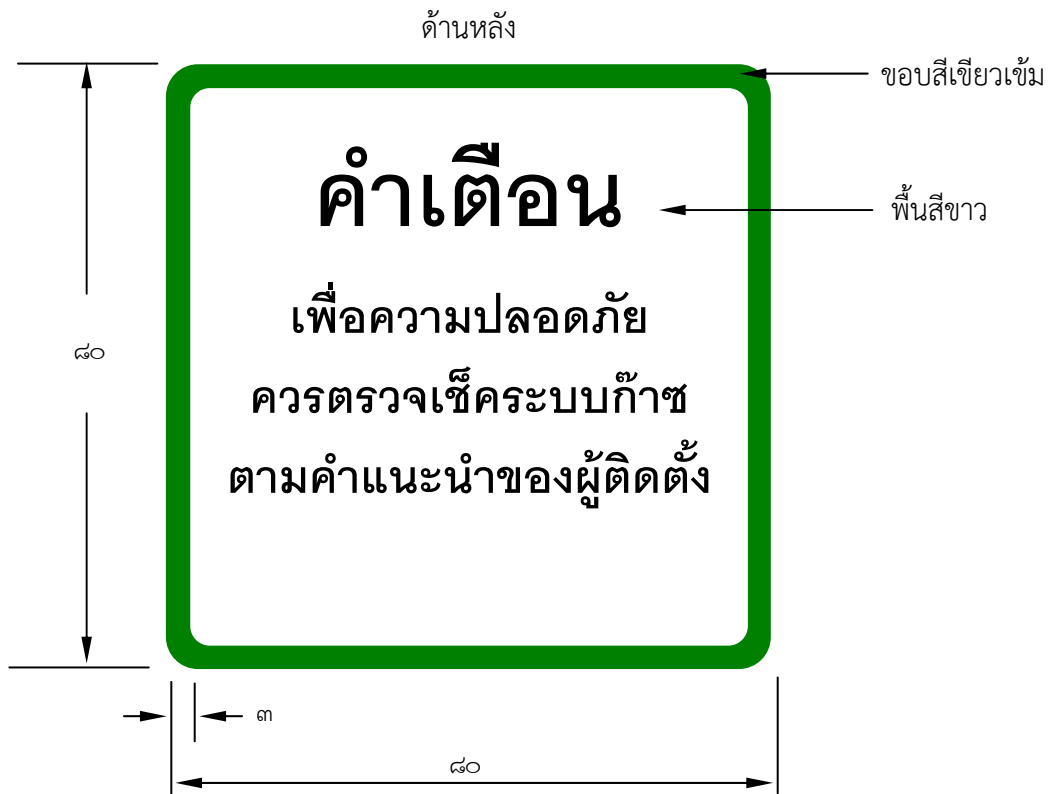 ด้านหลัง
ขอบสีเขียวเข้ม
คำเตือน
พื้นสีขาว
เพื่อความปลอดภัย
๘๐
ควรตรวจเช็คระบบก๊าซ
ตามคำแนะนำของผู้ติดตั้ง
๓
๘๐